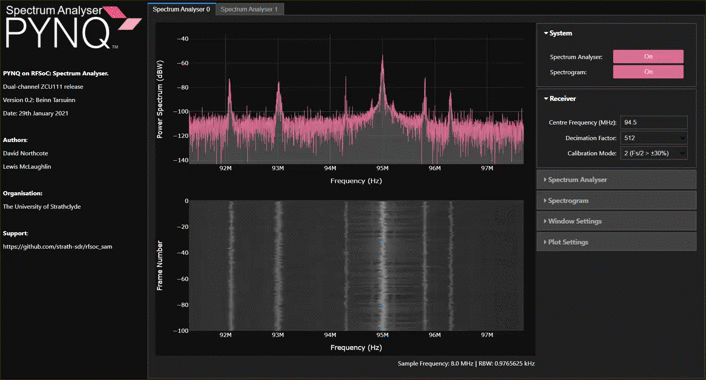 Spectrum Analyser
PYNQ™
PYNQ on RFSoC: Spectrum Analyser.
Dual-channel ZCU111 release
Version 0.2: Beinn Tarsuinn
Date: 29th January 2021
Authors:
David Northcote
Lewis McLaughlin
Organisation:
The University of Strathclyde
Support:
https://github.com/strath-sdr/rfsoc_sam
Spectrum Analyser 0
Spectrum Analyser 1
Power Spectrum (dBW)
−40
−60
−80
−100
−120
−140
92M 93M 94M 95M 96M 97M
Frequency (Hz)
Frame Number
0
−20
−40
−60
−80
−100
92M 93M 94M 95M 96M 97M
Frequency (Hz)
Sample Frequency: 8.0 MHz | RBW: 0.9765625 kHz
System
Spectrum Analyser: On
Spectrogram: On
Receiver
Centre Frequency (MHz): 94.5
Decimation Factor: 512
Calibration Mode: 2 (Fs/2 > ±30%)
Spectrum Analyser
Spectrogram
Window Settings
Plot Settings